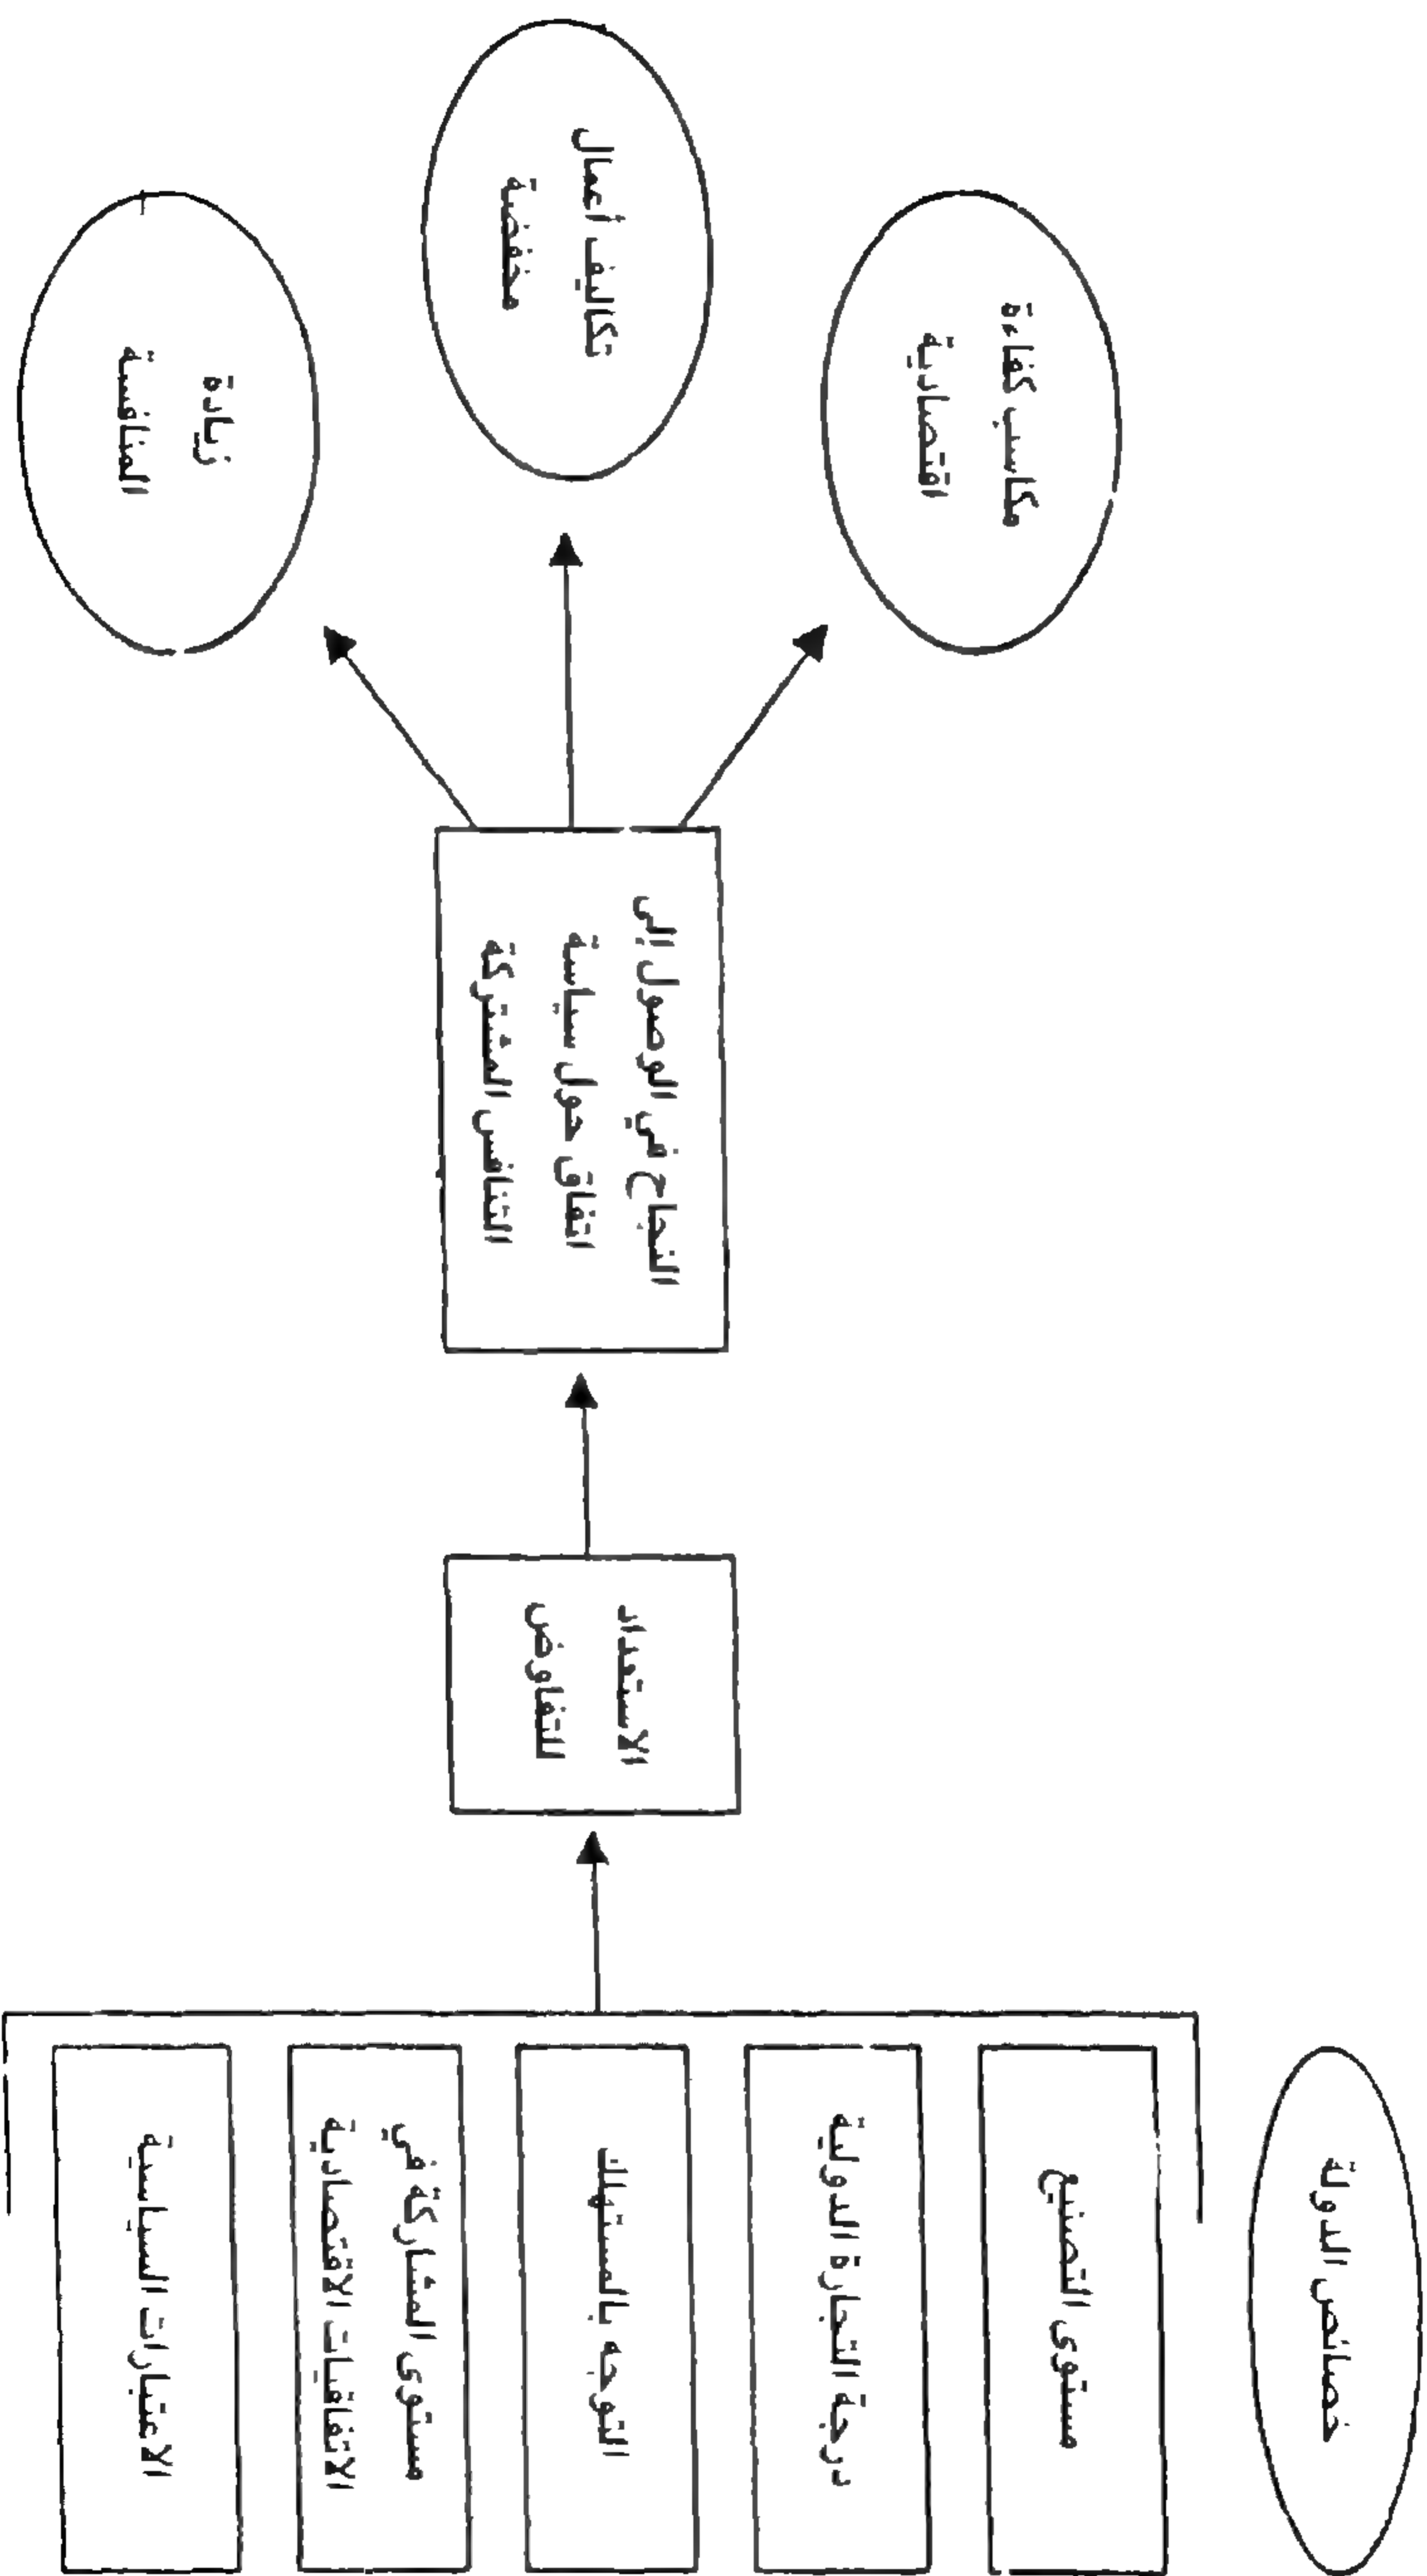 خصائص الدولة
مستوى التصنيع
درجة التجارة الدولية
التوجه بالمستهلك
مستوى المشاركة في
الاتفاقيات الاقتصادية
الاعتبارات السياسية
الاستعداد
للتفاوض
النجاح في الوصول إلى
اتفاق حول سياسة
التنافس المشتركة
مكاسب كفاءة
اقتصادية
تكاليف أعمال
مخفضة
زيادة
المنافسة